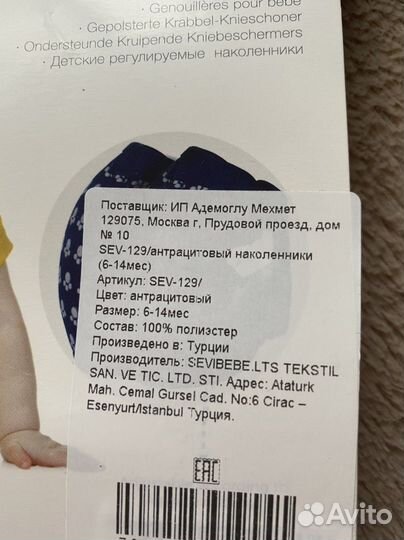 · Genouillères pour bébé
· Gepolsterte Krabbel-Knieschoner
· Ondersteunde Kruipende Kniebeschermers
· Детские регулируемые наколенники
Поставщик: ИП Адемоглу Мехмет
129075, Москва г, Прудовой проезд, дом
№ 10
SEV-129/антрацитовый наколенники
(6-14мес)
Артикул: SEV-129/
Цвет: антрацитовый
Размер: 6-14мес
Состав: 100% полиэстер
Произведено в: Турции
Производитель: SEVIBEBE.LTS TEKSTIL
SAN. VE TIC. LTD. STI. Адрес: Ataturk
Mah. Cemal Gursel Cad. No:6 Cirac –
Esenyurt/Istanbul Турция.
EAC
Avito